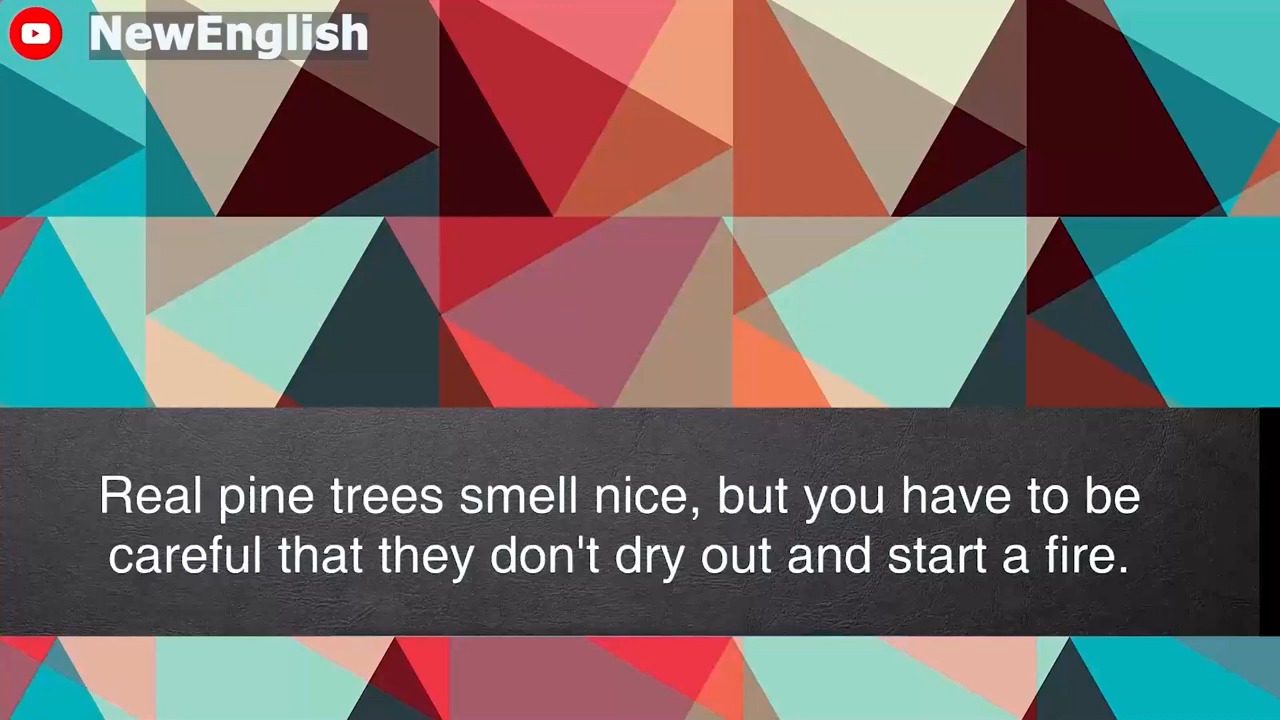 NewEnglish
Real pine trees smell nice, but you have to be
careful that they don't dry out and start a fire.